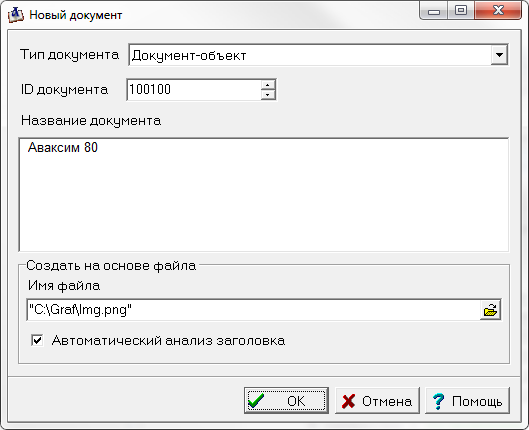 Новый документ
Тип документа Документ-объект
ID документа 100100
Название документа
Аваксим 80
Создать на основе файла
Имя файла
"C:\Graf\Img.png"
Автоматический анализ заголовка
OK Отмена ? Помощь